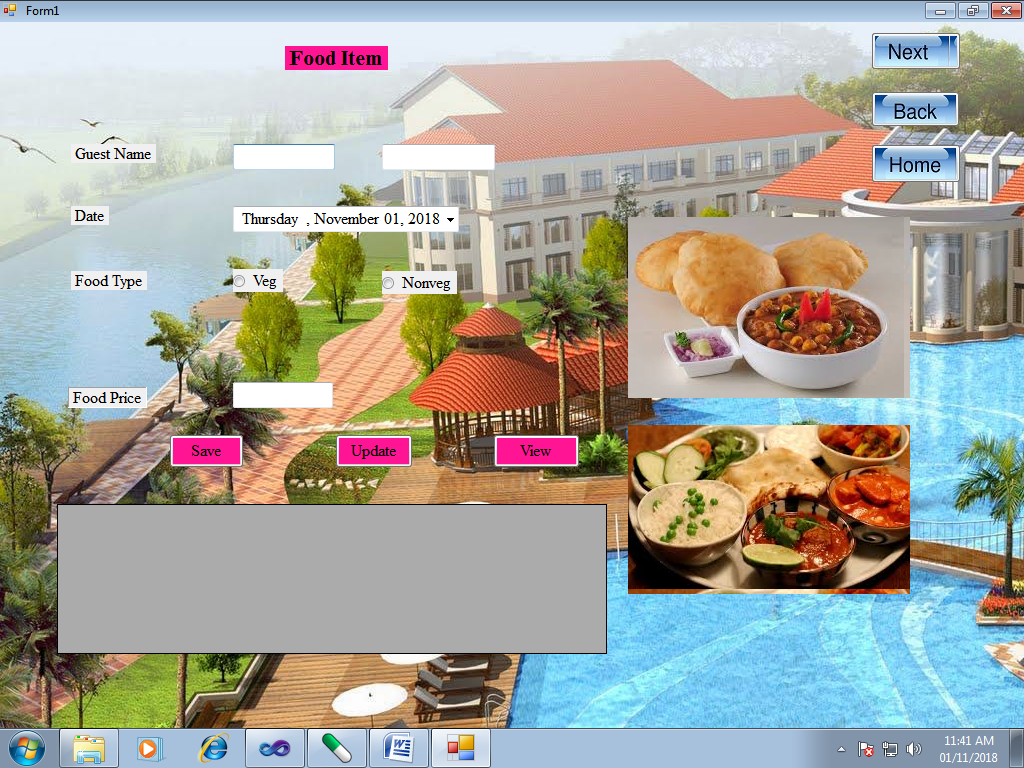 Form1
Food Item
Next
Back
Home
Guest Name
Date
Thursday , November 01, 2018
Food Type
Veg
Nonveg
Food Price
Save
Update
View
11:41 AM
01/11/2018